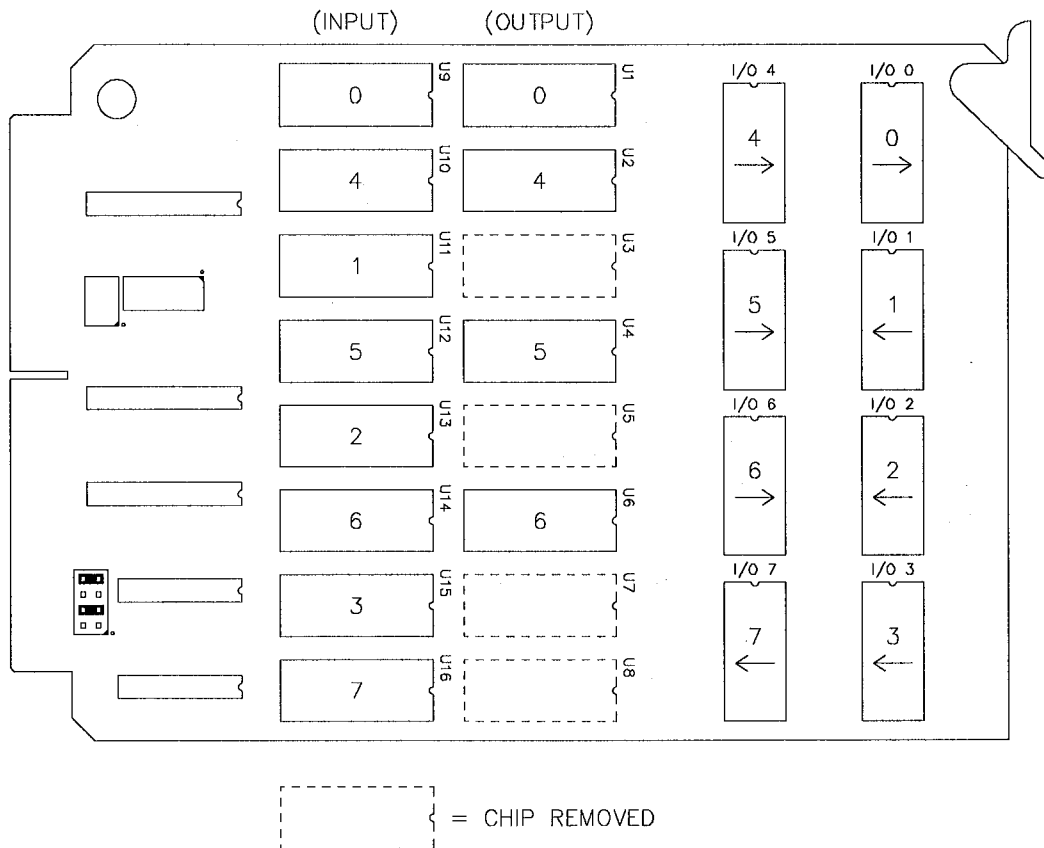 (INPUT) (OUTPUT)
U9 U1 I/O 4 I/O 0
0 0 4 0
U10 U2
4 4
U11 U3 I/O 5 I/O 1
1 5 1
U12 U4
5 5
U13 U5 I/O 6 I/O 2
2 6 2
U14 U6
6 6
U15 U7 I/O 7 I/O 3
3 7 3
U16 U8
7
= CHIP REMOVED